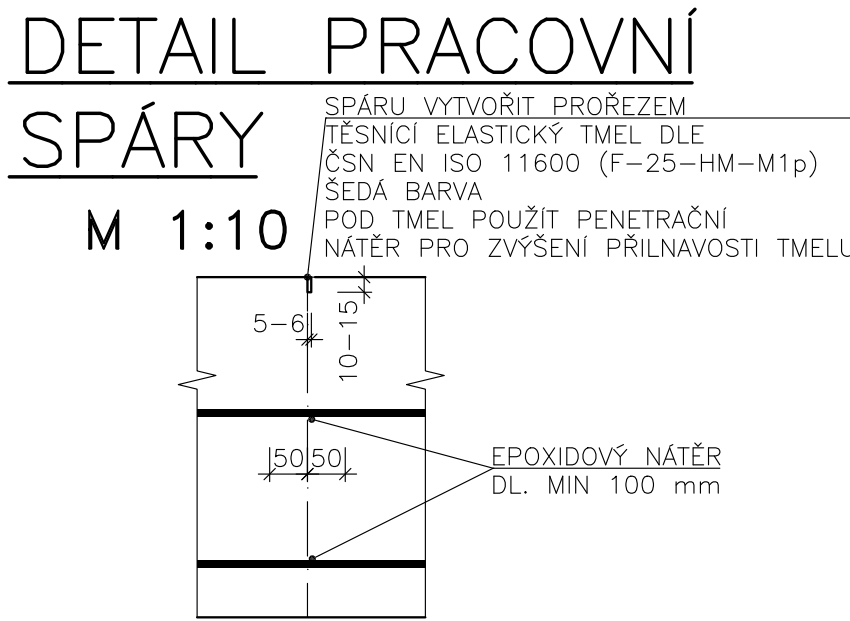 DETAIL PRACOVNÍ
SPÁRY
M 1:10
SPÁRU VYTVOŘIT PROŘEZEM
TĚSNÍCÍ ELASTICKÝ TMEL DLE
ČSN EN ISO 11600 (F-25-HM-M1p)
ŠEDÁ BARVA
POD TMEL POUŽÍT PENETRAČNÍ
NÁTĚR PRO ZVÝŠENÍ PŘILNAVOSTI TMELU
5-6
10-15
50 50
EPOXIDOVÝ NÁTĚR
DL. MIN 100 mm